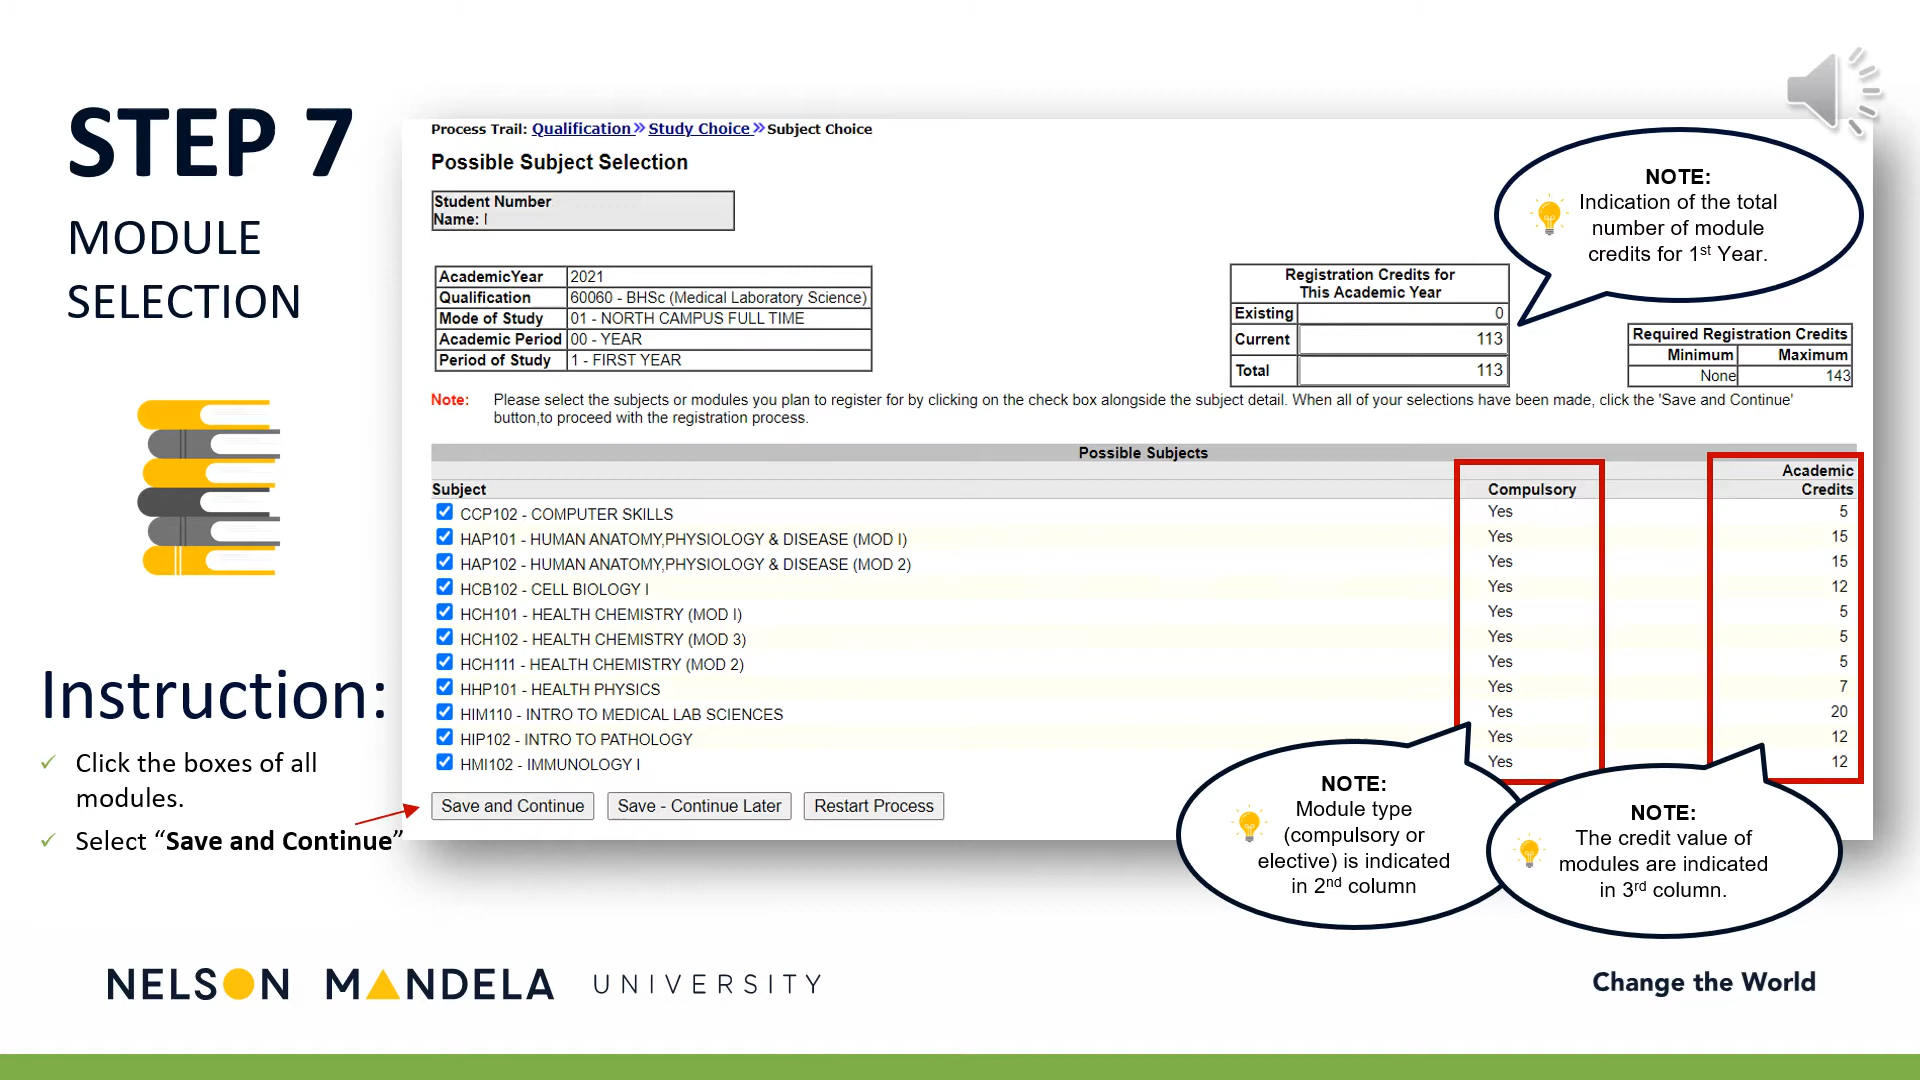 STEP 7
MODULE
SELECTION
Process Trail: Qualification » Study Choice » Subject Choice
Possible Subject Selection
Student Number
Name:
AcademicYear 2021
Qualification 60060 - BHSc (Medical Laboratory Science)
Mode of Study 01 - NORTH CAMPUS FULL TIME
Academic Period 00 - YEAR
Period of Study 1 - FIRST YEAR
Registration Credits for
This Academic Year
Existing 0
Current 113
Total 113
NOTE:
Indication of the total
number of module
credits for 1st Year.
Required Registration Credits
Minimum Maximum
None 143
Note: Please select the subjects or modules you plan to register for by clicking on the check box alongside the subject detail. When all of your selections have been made, click the 'Save and Continue'
button,to proceed with the registration process.
Possible Subjects
Academic
Subject Compulsory Credits
CCP102 - COMPUTER SKILLS Yes 5
HAP101 - HUMAN ANATOMY,PHYSIOLOGY & DISEASE (MOD I) Yes 15
HAP102 - HUMAN ANATOMY,PHYSIOLOGY & DISEASE (MOD 2) Yes 15
HCB102 - CELL BIOLOGY I Yes 12
HCH101 - HEALTH CHEMISTRY (MOD I) Yes 5
HCH102 - HEALTH CHEMISTRY (MOD 3) Yes 5
HCH111 - HEALTH CHEMISTRY (MOD 2) Yes 5
HHP101 - HEALTH PHYSICS Yes 7
HIM110 - INTRO TO MEDICAL LAB SCIENCES Yes 20
HIP102 - INTRO TO PATHOLOGY Yes 12
HMI102 - IMMUNOLOGY I Yes 12
Save and Continue Save - Continue Later Restart Process
Instruction:
✓ Click the boxes of all
modules.
✓ Select “Save and Continue”
NOTE:
Module type
(compulsory or
elective) is indicated
in 2nd column
NOTE:
The credit value of
modules are indicated
in 3rd column.
NELSON MANDELA UNIVERSITY
Change the World